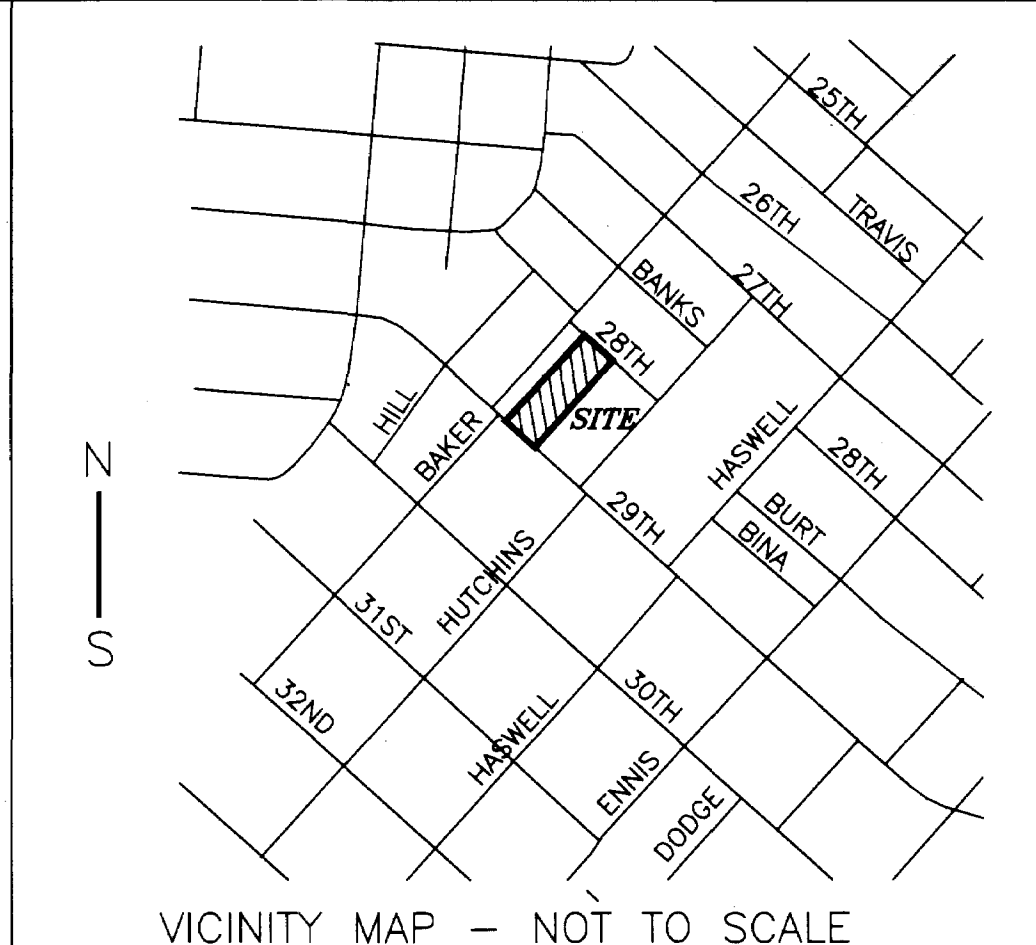 25TH
TRAVIS
26TH
27TH
BANKS
28TH
SITE
HILL
BAKER
HASWELL
28TH
BURT
BINA
29TH
N
S
HUTCHINS
31ST
32ND
30TH
HASWELL
ENNIS
DODGE
VICINITY MAP - NOT TO SCALE